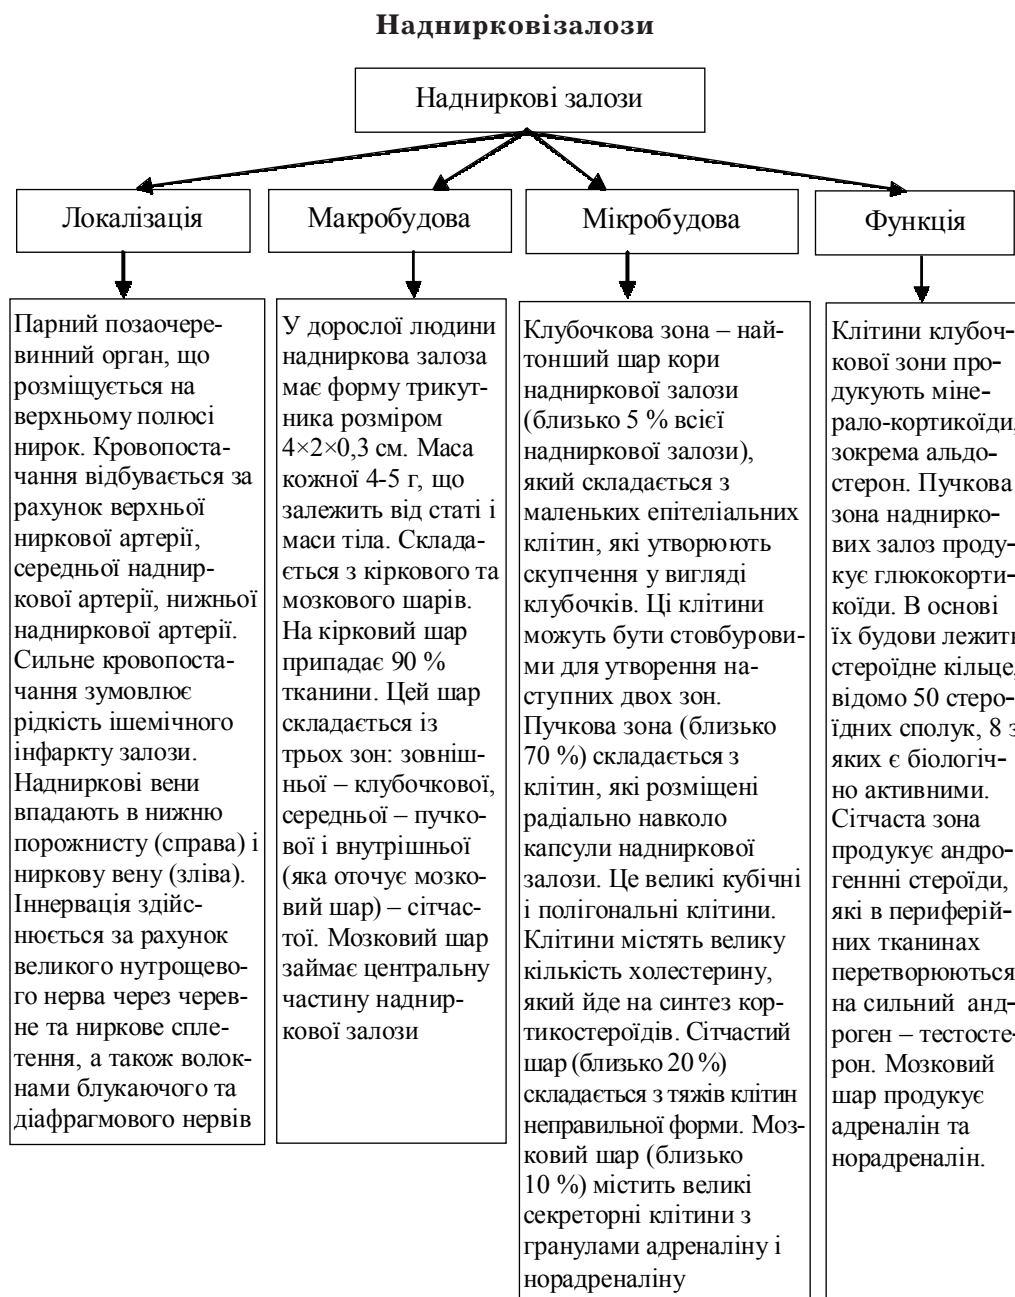 Наднирковізалози
Надниркові залози
Локалізація
Макробудова
Мікробудова
Функція
Парний позаочере-
винний орган, що
розміщується на
верхньому полюсі
нирок. Кровопоста-
чання відбувається за
рахунок верхньої
ниркової артерії,
середньої наднир-
кової артерії, нижньої
надниркової артерії.
Сильне кровопоста-
чання зумовлює
рідкість ішемічного
інфаркту залози.
Надниркові вени
впадають в нижню
порожнисту (справа) і
ниркову вену (зліва).
Іннервація здійс-
нюється за рахунок
великого нутрощево-
го нерва через черев-
не та ниркове спле-
тення, а також волок-
нами блукаючого та
діафрагмового нервів
У дорослої людини
надниркова залоза
має форму трикут-
ника розміром
4×2×0,3 см. Маса
кожної 4-5 г, що
залежить від статі і
маси тіла. Склада-
ється з кіркового та
мозкового шарів.
На кірковий шар
припадає 90 %
тканини. Цей шар
складається із
трьох зон: зовніш-
ньої – клубочкової,
середньої – пучко-
вої і внутрішньої
(яка оточує мозко-
вий шар) – сітчас-
тої. Мозковий шар
займає центральну
частину наднир-
кової залози
Клубочкова зона – най-
тонший шар кори
надниркової залози
(близько 5 % всієї
надниркової залози),
який складається з
маленьких епітеліальних
клітин, які утворюють
скупчення у вигляді
клубочків. Ці клітини
можуть бути стовбурови-
ми для утворення на-
ступних двох зон.
Пучкова зона (близько
70 %) складається з
клітин, які розміщені
радіально навколо
капсули надниркової
залози. Це великі кубічні
і полігональні клітини.
Клітини містять велику
кількість холестерину,
який йде на синтез кор-
тикостероїдів. Сітчастий
шар (близько 20 %)
складається з тяжів клітин
неправильної форми. Моз-
ковий шар (близько
10 %) містить великі
секреторні клітини з
гранулами адреналіну і
норадреналіну
Клітини клубоч-
кової зони про-
дукують міне-
рало-кортикоїди,
зокрема альдо-
стерон. Пучкова
зона наднирко-
вих залоз проду-
кує глюкокорти-
коїди. В основі
їх будови лежить
стероїдне кільце,
відомо 50 стеро-
їдних сполук, 8 з
яких є біологіч-
но активними.
Сітчаста зона
продукує андро-
геннні стероїди,
які в периферій-
них тканинах
перетворюються
на сильний анд-
роген – тестосте-
рон. Мозковий
шар продукує
адреналін та
норадреналін.